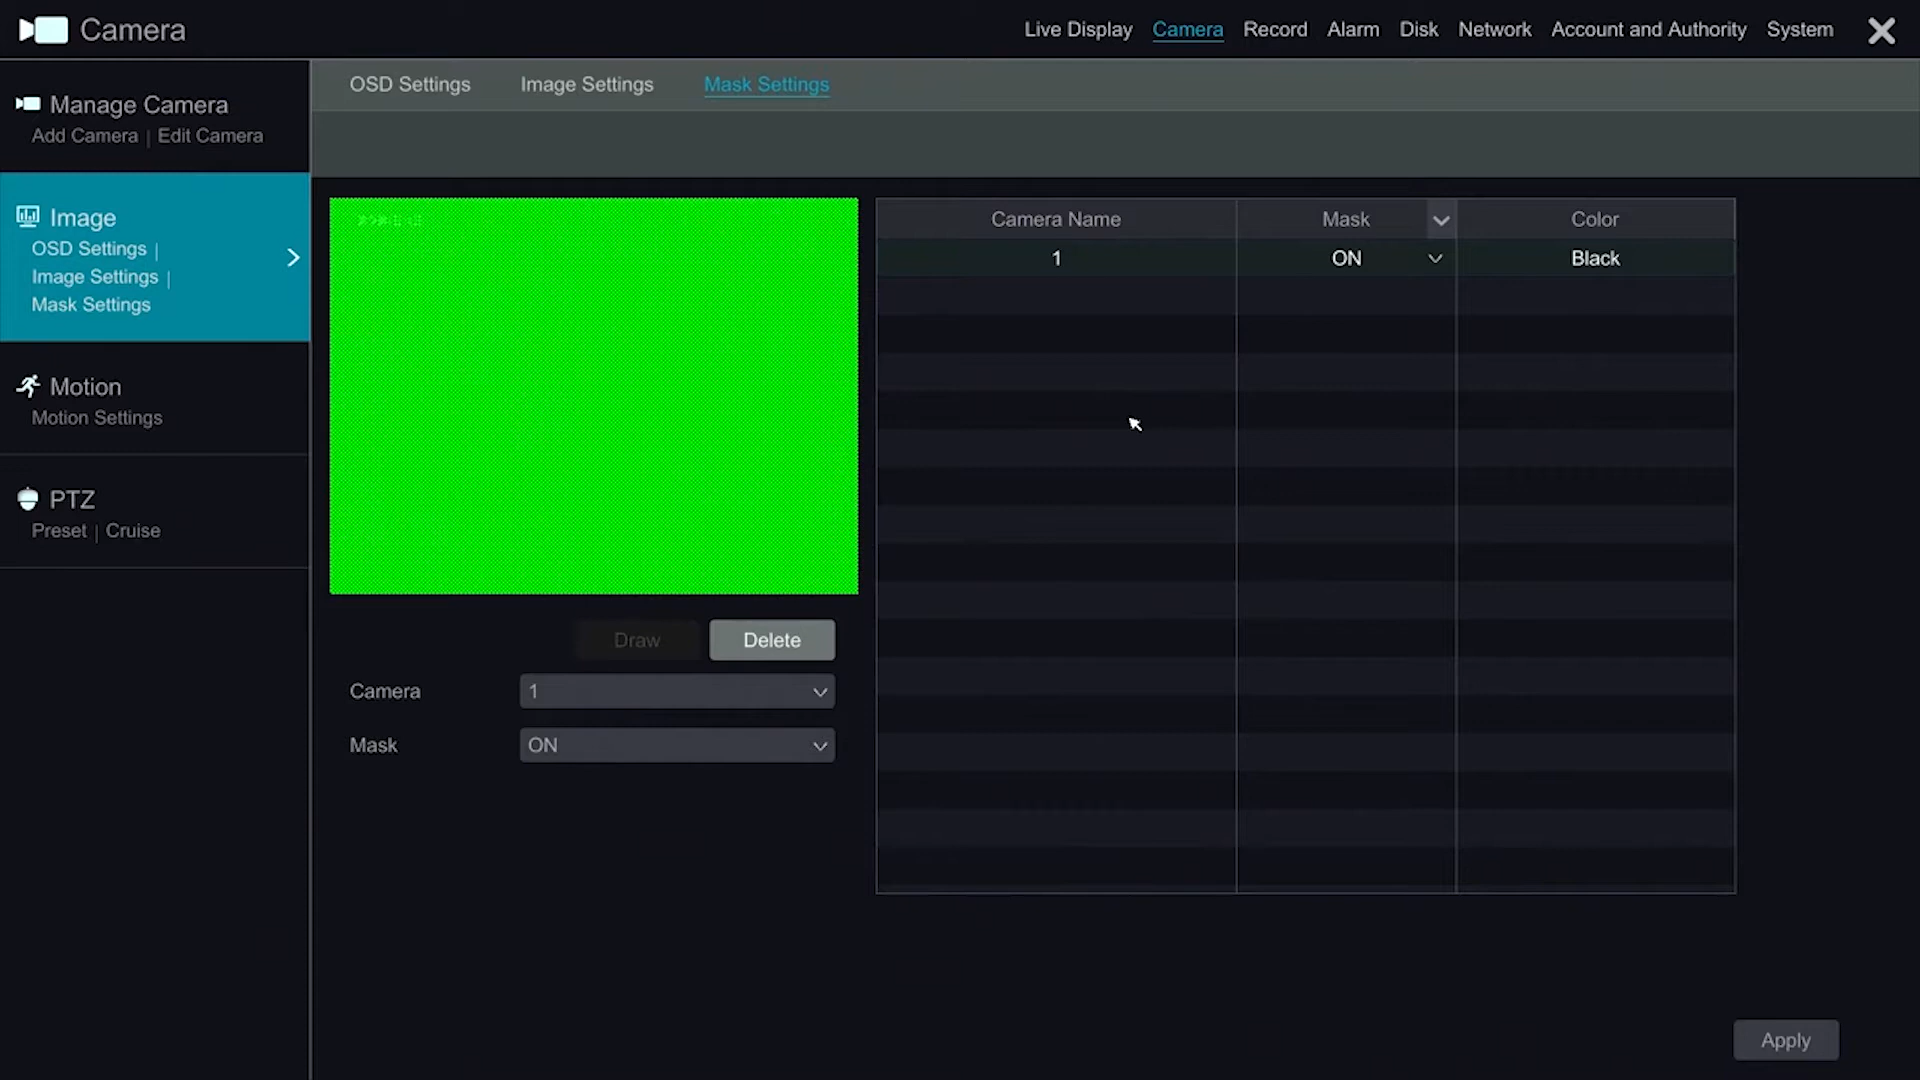 Camera
Live Display Camera Record Alarm Disk Network Account and Authority System
OSD Settings Image Settings Mask Settings
Manage Camera
Add Camera | Edit Camera
Image
OSD Settings |
Image Settings |
Mask Settings
Motion
Motion Settings
PTZ
Preset | Cruise
Camera Name Mask Color
1 ON Black
Draw Delete
Camera 1
Mask ON
Apply